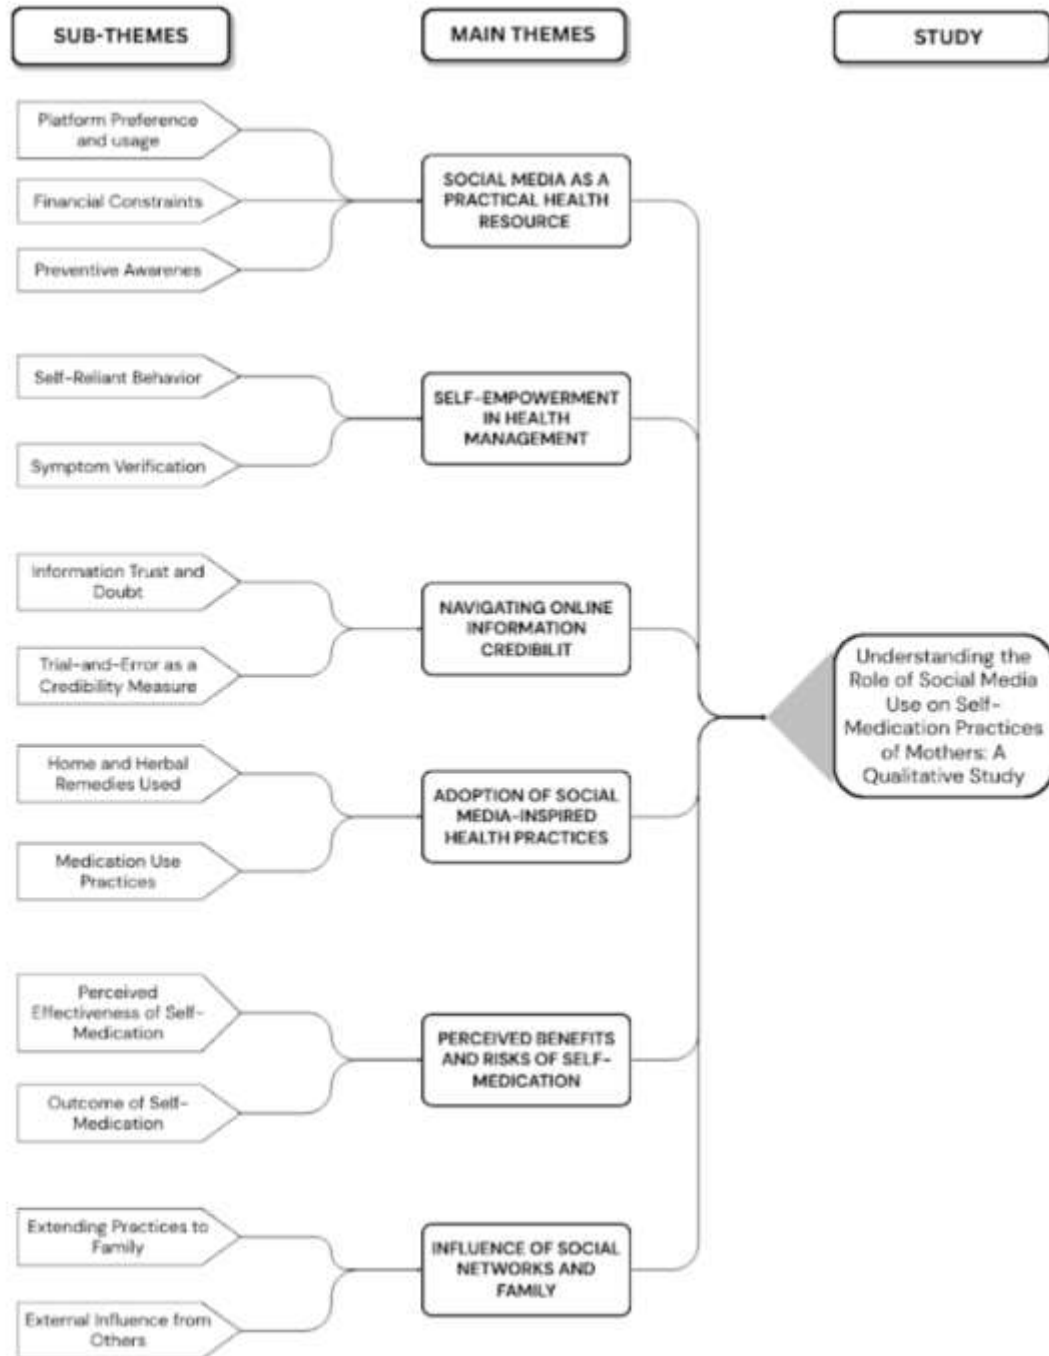 SUB-THEMES
MAIN THEMES
STUDY
Platform Preference
and usage
Financial Constraints
Preventive Awarenes
SOCIAL MEDIA AS A
PRACTICAL HEALTH
RESOURCE
Self-Reliant Behavior
Symptom Verification
SELF-EMPOWERMENT
IN HEALTH
MANAGEMENT
Information Trust and
Doubt
Trial-and-Error as a
Credibility Measure
NAVIGATING ONLINE
INFORMATION
CREDIBILIT
Home and Herbal
Remedies Used
Medication Use
Practices
ADOPTION OF SOCIAL
MEDIA-INSPIRED
HEALTH PRACTICES
Perceived
Effectiveness of Self-
Medication
Outcome of Self-
Medication
PERCEIVED BENEFITS
AND RISKS OF SELF-
MEDICATION
Extending Practices to
Family
External Influence from
Others
INFLUENCE OF SOCIAL
NETWORKS AND
FAMILY
Understanding the
Role of Social Media
Use on Self-
Medication Practices
of Mothers: A
Qualitative Study